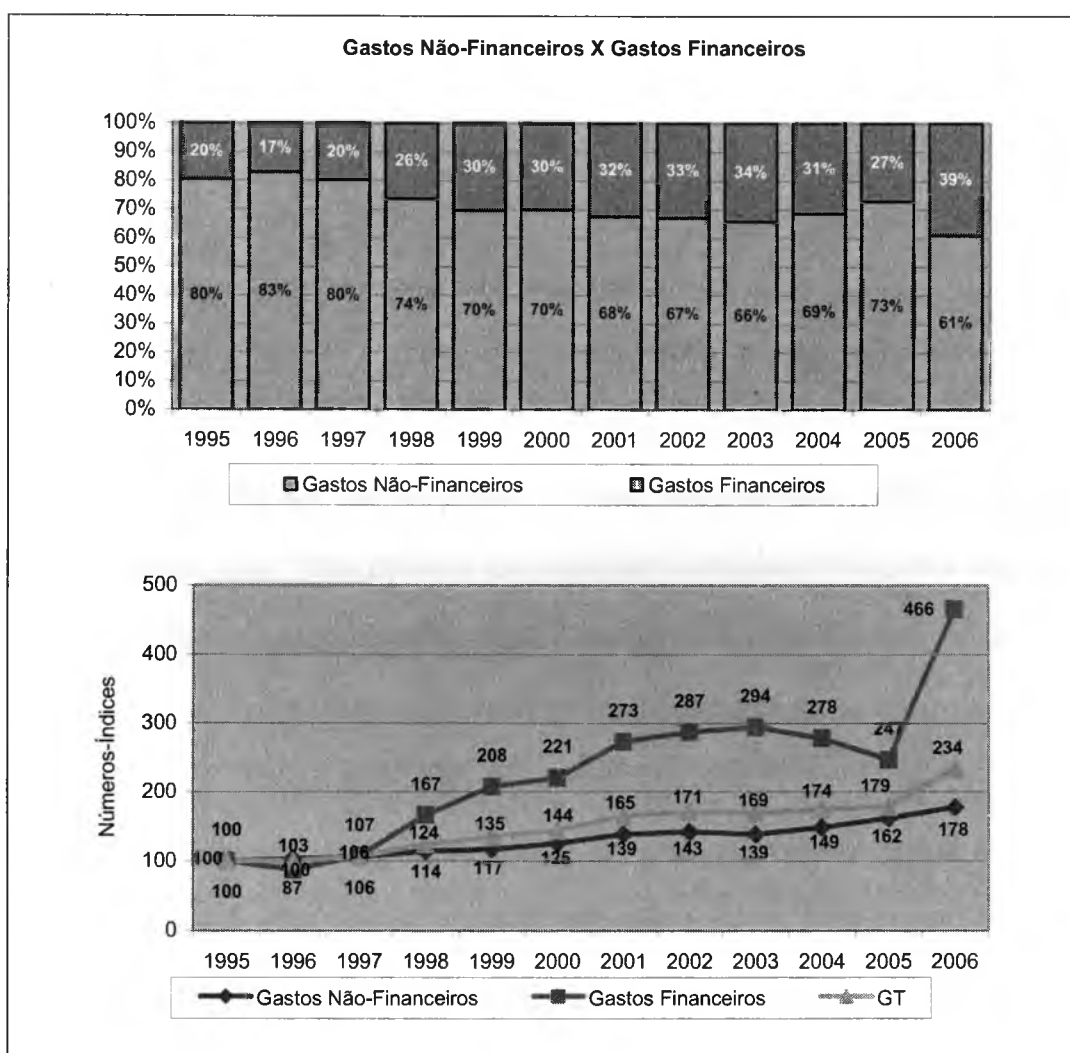 Gastos Não-Financeiros X Gastos Financeiros
100%
90%
80%
70%
60%
50%
40%
30%
20%
10%
0%
20% 17% 20% 26% 30% 30% 32% 33% 34% 31% 27% 39%
80% 83% 80% 74% 70% 70% 68% 67% 66% 69% 73% 61%
1995 1996 1997 1998 1999 2000 2001 2002 2003 2004 2005 2006
Gastos Não-Financeiros Gastos Financeiros
Números-Índices
500
400
300
200
100
0
466
100 103 107 167 208 221 273 287 294 278 247 234
100 100 106 124 135 144 165 171 169 174 179
100 87 106 114 117 125 139 143 139 149 162 178
1995 1996 1997 1998 1999 2000 2001 2002 2003 2004 2005 2006
Gastos Não-Financeiros Gastos Financeiros GT